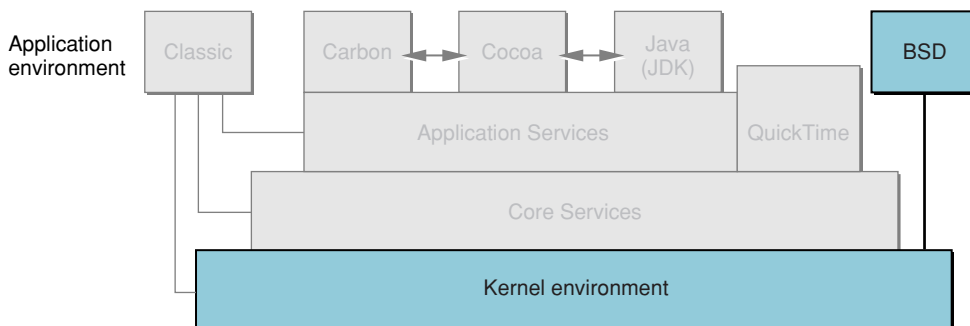 Application
environment
Classic
Carbon
Cocoa
Java
(JDK)
BSD
Application Services
QuickTime
Core Services
Kernel environment